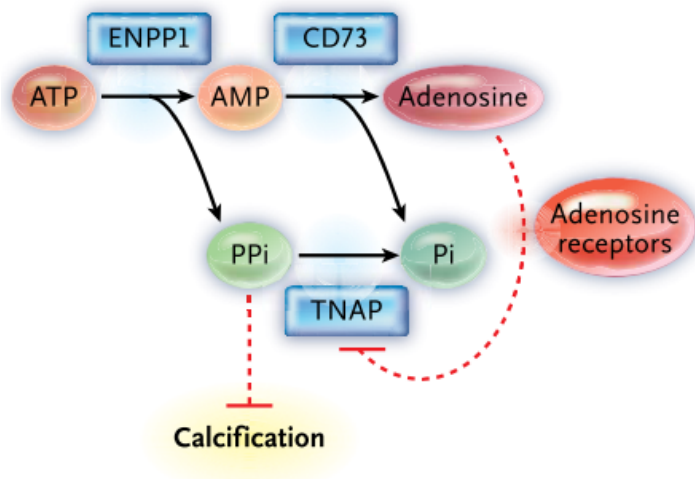 ENPP1
CD73
ATP
AMP
Adenosine
Adenosine
receptors
PPi
Pi
TNAP
Calcification